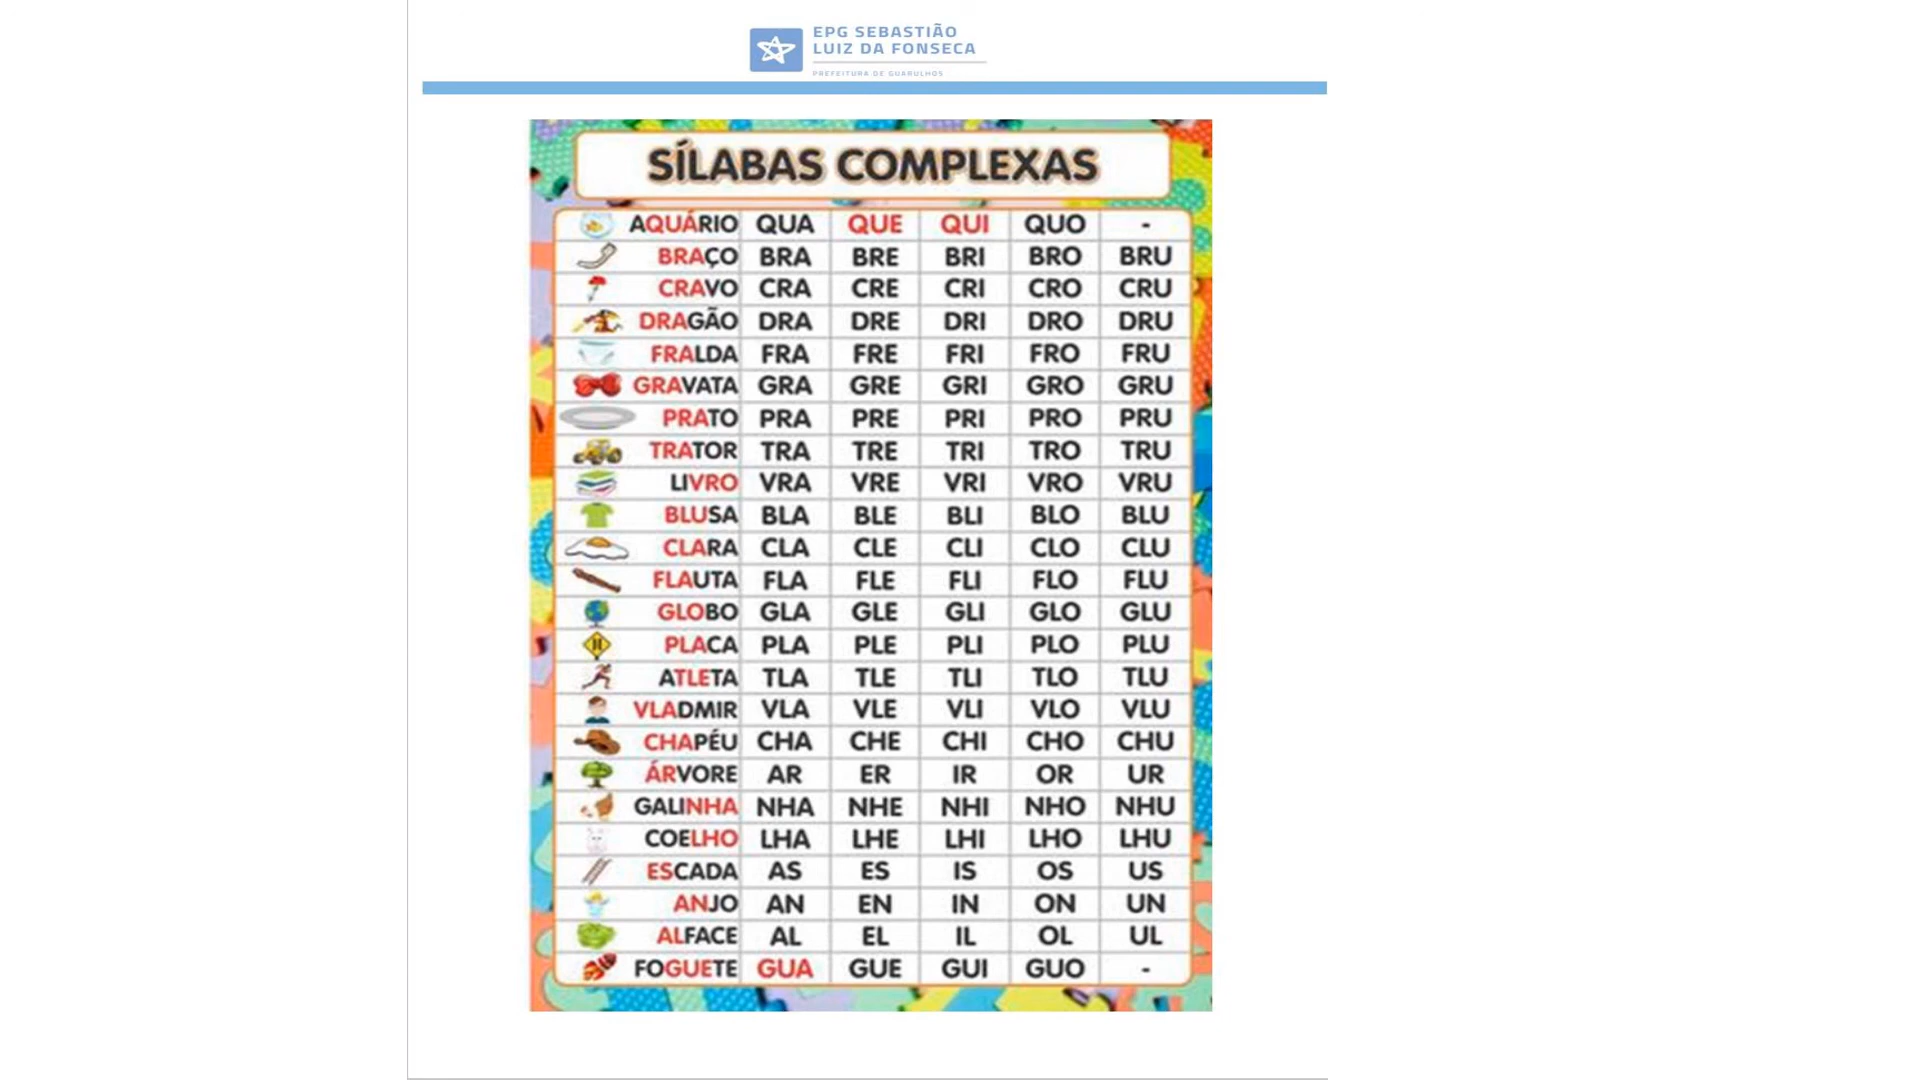 EPG SEBASTIÃO
LUIZ DA FONSECA
PREFEITURA DE GUARULHOS
SÍLABAS COMPLEXAS
AQUÁRIO QUA QUE QUI QUO -
BRAÇO BRA BRE BRI BRO BRU
CRAVO CRA CRE CRI CRO CRU
DRAGÃO DRA DRE DRI DRO DRU
FRALDA FRA FRE FRI FRO FRU
GRAVATA GRA GRE GRI GRO GRU
PRATO PRA PRE PRI PRO PRU
TRATOR TRA TRE TRI TRO TRU
LIVRO VRA VRE VRI VRO VRU
BLUSA BLA BLE BLI BLO BLU
CLARA CLA CLE CLI CLO CLU
FLAUTA FLA FLE FLI FLO FLU
GLOBO GLA GLE GLI GLO GLU
PLACA PLA PLE PLI PLO PLU
ATLETA TLA TLE TLI TLO TLU
VLADMIR VLA VLE VLI VLO VLU
CHAPÉU CHA CHE CHI CHO CHU
ÁRVORE AR ER IR OR UR
GALINHA NHA NHE NHI NHO NHU
COELHO LHA LHE LHI LHO LHU
ESCADA AS ES IS OS US
ANJO AN EN IN ON UN
ALFACE AL EL IL OL UL
FOGUETE GUA GUE GUI GUO -